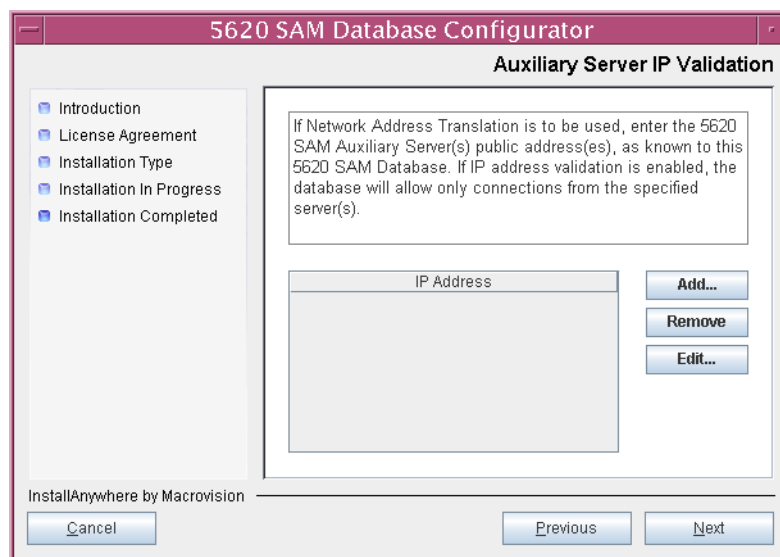 5620 SAM Database Configurator
Auxiliary Server IP Validation
Introduction
License Agreement
Installation Type
Installation In Progress
Installation Completed
If Network Address Translation is to be used, enter the 5620
SAM Auxiliary Server(s) public address(es), as known to this
5620 SAM Database. If IP address validation is enabled, the
database will allow only connections from the specified
server(s).
IP Address
Add...
Remove
Edit...
InstallAnywhere by Macrovision
Cancel
Previous
Next